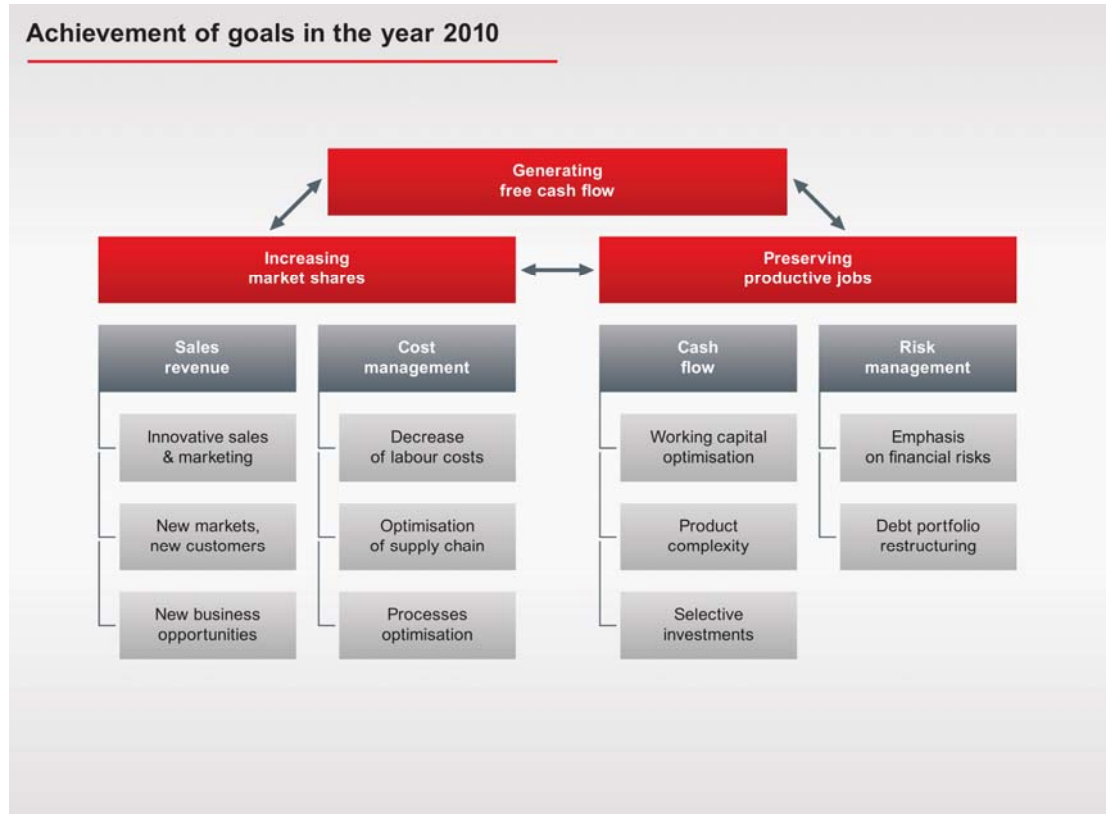 Achievement of goals in the year 2010
Generating
free cash flow
Increasing
market shares
Preserving
productive jobs
Sales
revenue
Cost
management
Cash
flow
Risk
management
Innovative sales
& marketing
Decrease
of labour costs
Working capital
optimisation
Emphasis
on financial risks
New markets,
new customers
Optimisation
of supply chain
Product
complexity
Debt portfolio
restructuring
New business
opportunities
Processes
optimisation
Selective
investments